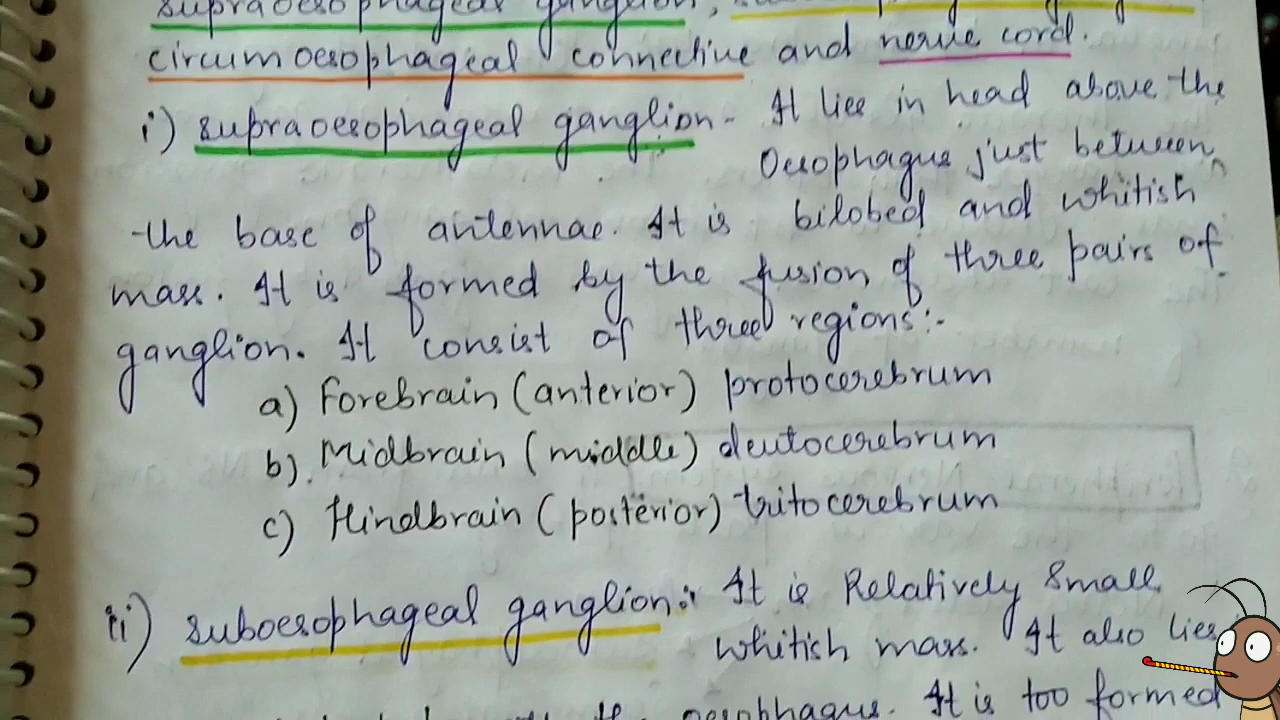 supraoesophageal ganglion,
circumoesophageal connective and nerve cord.
i) supraoesophageal ganglion - It lies in head above the
Oesophagus just between
the base of antennae. It is bilobed and whitish
mass. It is formed by the fusion of three pairs of
ganglion. It consist of three regions:-
a) Forebrain (anterior) protocerebrum
b) Midbrain (middle) deutocerebrum
c) Hindbrain (posterior) tritocerebrum
ii) suboesophageal ganglion:- It is Relatively Small
whitish mass. It also lies
oesophagus. It is too formed